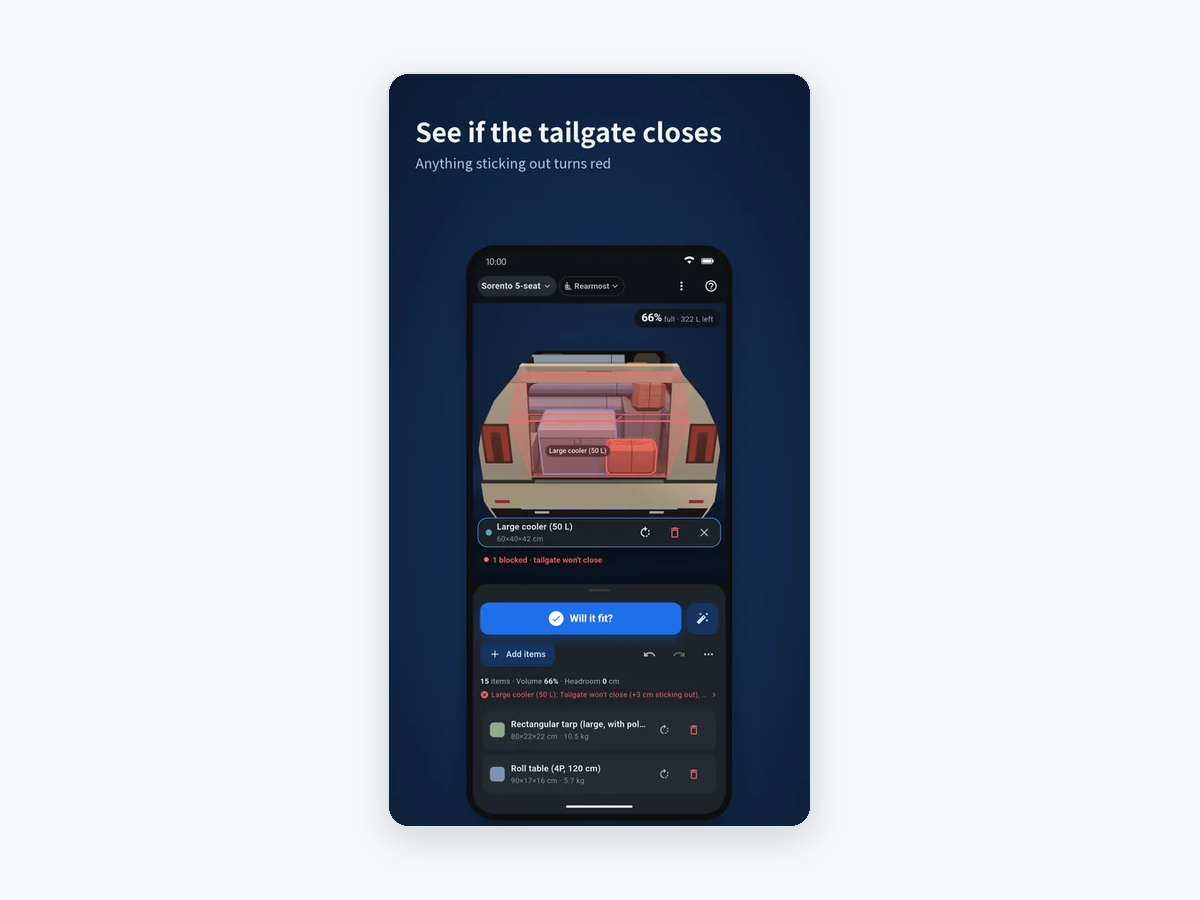 See if the tailgate closes
Anything sticking out turns red
10:00
Sorento 5-seat
Rearmost
66% full · 322 L left
Large cooler (50 L)
Large cooler (50 L)
60×40×42 cm
1 blocked · tailgate won't close
Will it fit?
Add items
15 items · Volume 66% · Headroom 0 cm
Large cooler (50 L): Tailgate won't close (+3 cm sticking out), ...
Rectangular tarp (large, with pol...
80×22×22 cm · 10.5 kg
Roll table (4P, 120 cm)
90×17×16 cm · 5.7 kg